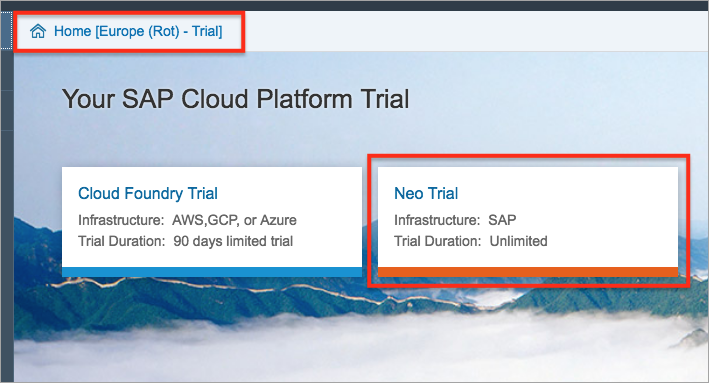 Home [Europe (Rot) - Trial]
Your SAP Cloud Platform Trial
Cloud Foundry Trial
Infrastructure: AWS,GCP, or Azure
Trial Duration: 90 days limited trial
Neo Trial
Infrastructure: SAP
Trial Duration: Unlimited